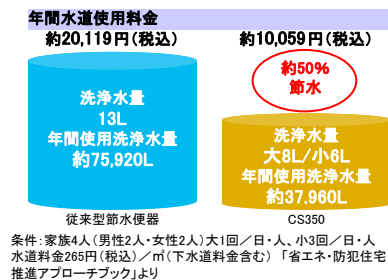 年間水道使用料金
約20,119円(税込)
約10,059円(税込)
約50%
節水
洗浄水量
13L
年間使用洗浄水量
約75,920L
洗浄水量
大8L/小6L
年間使用洗浄水量
約37.960L
従来型節水便器
CS350
条件:家族4人(男性2人・女性2人)大1回/日・人、小3回/日・人
水道料金265円(税込)/㎥(下水道料金含む) 「省エネ・防犯住宅
推進アプローチブック」より